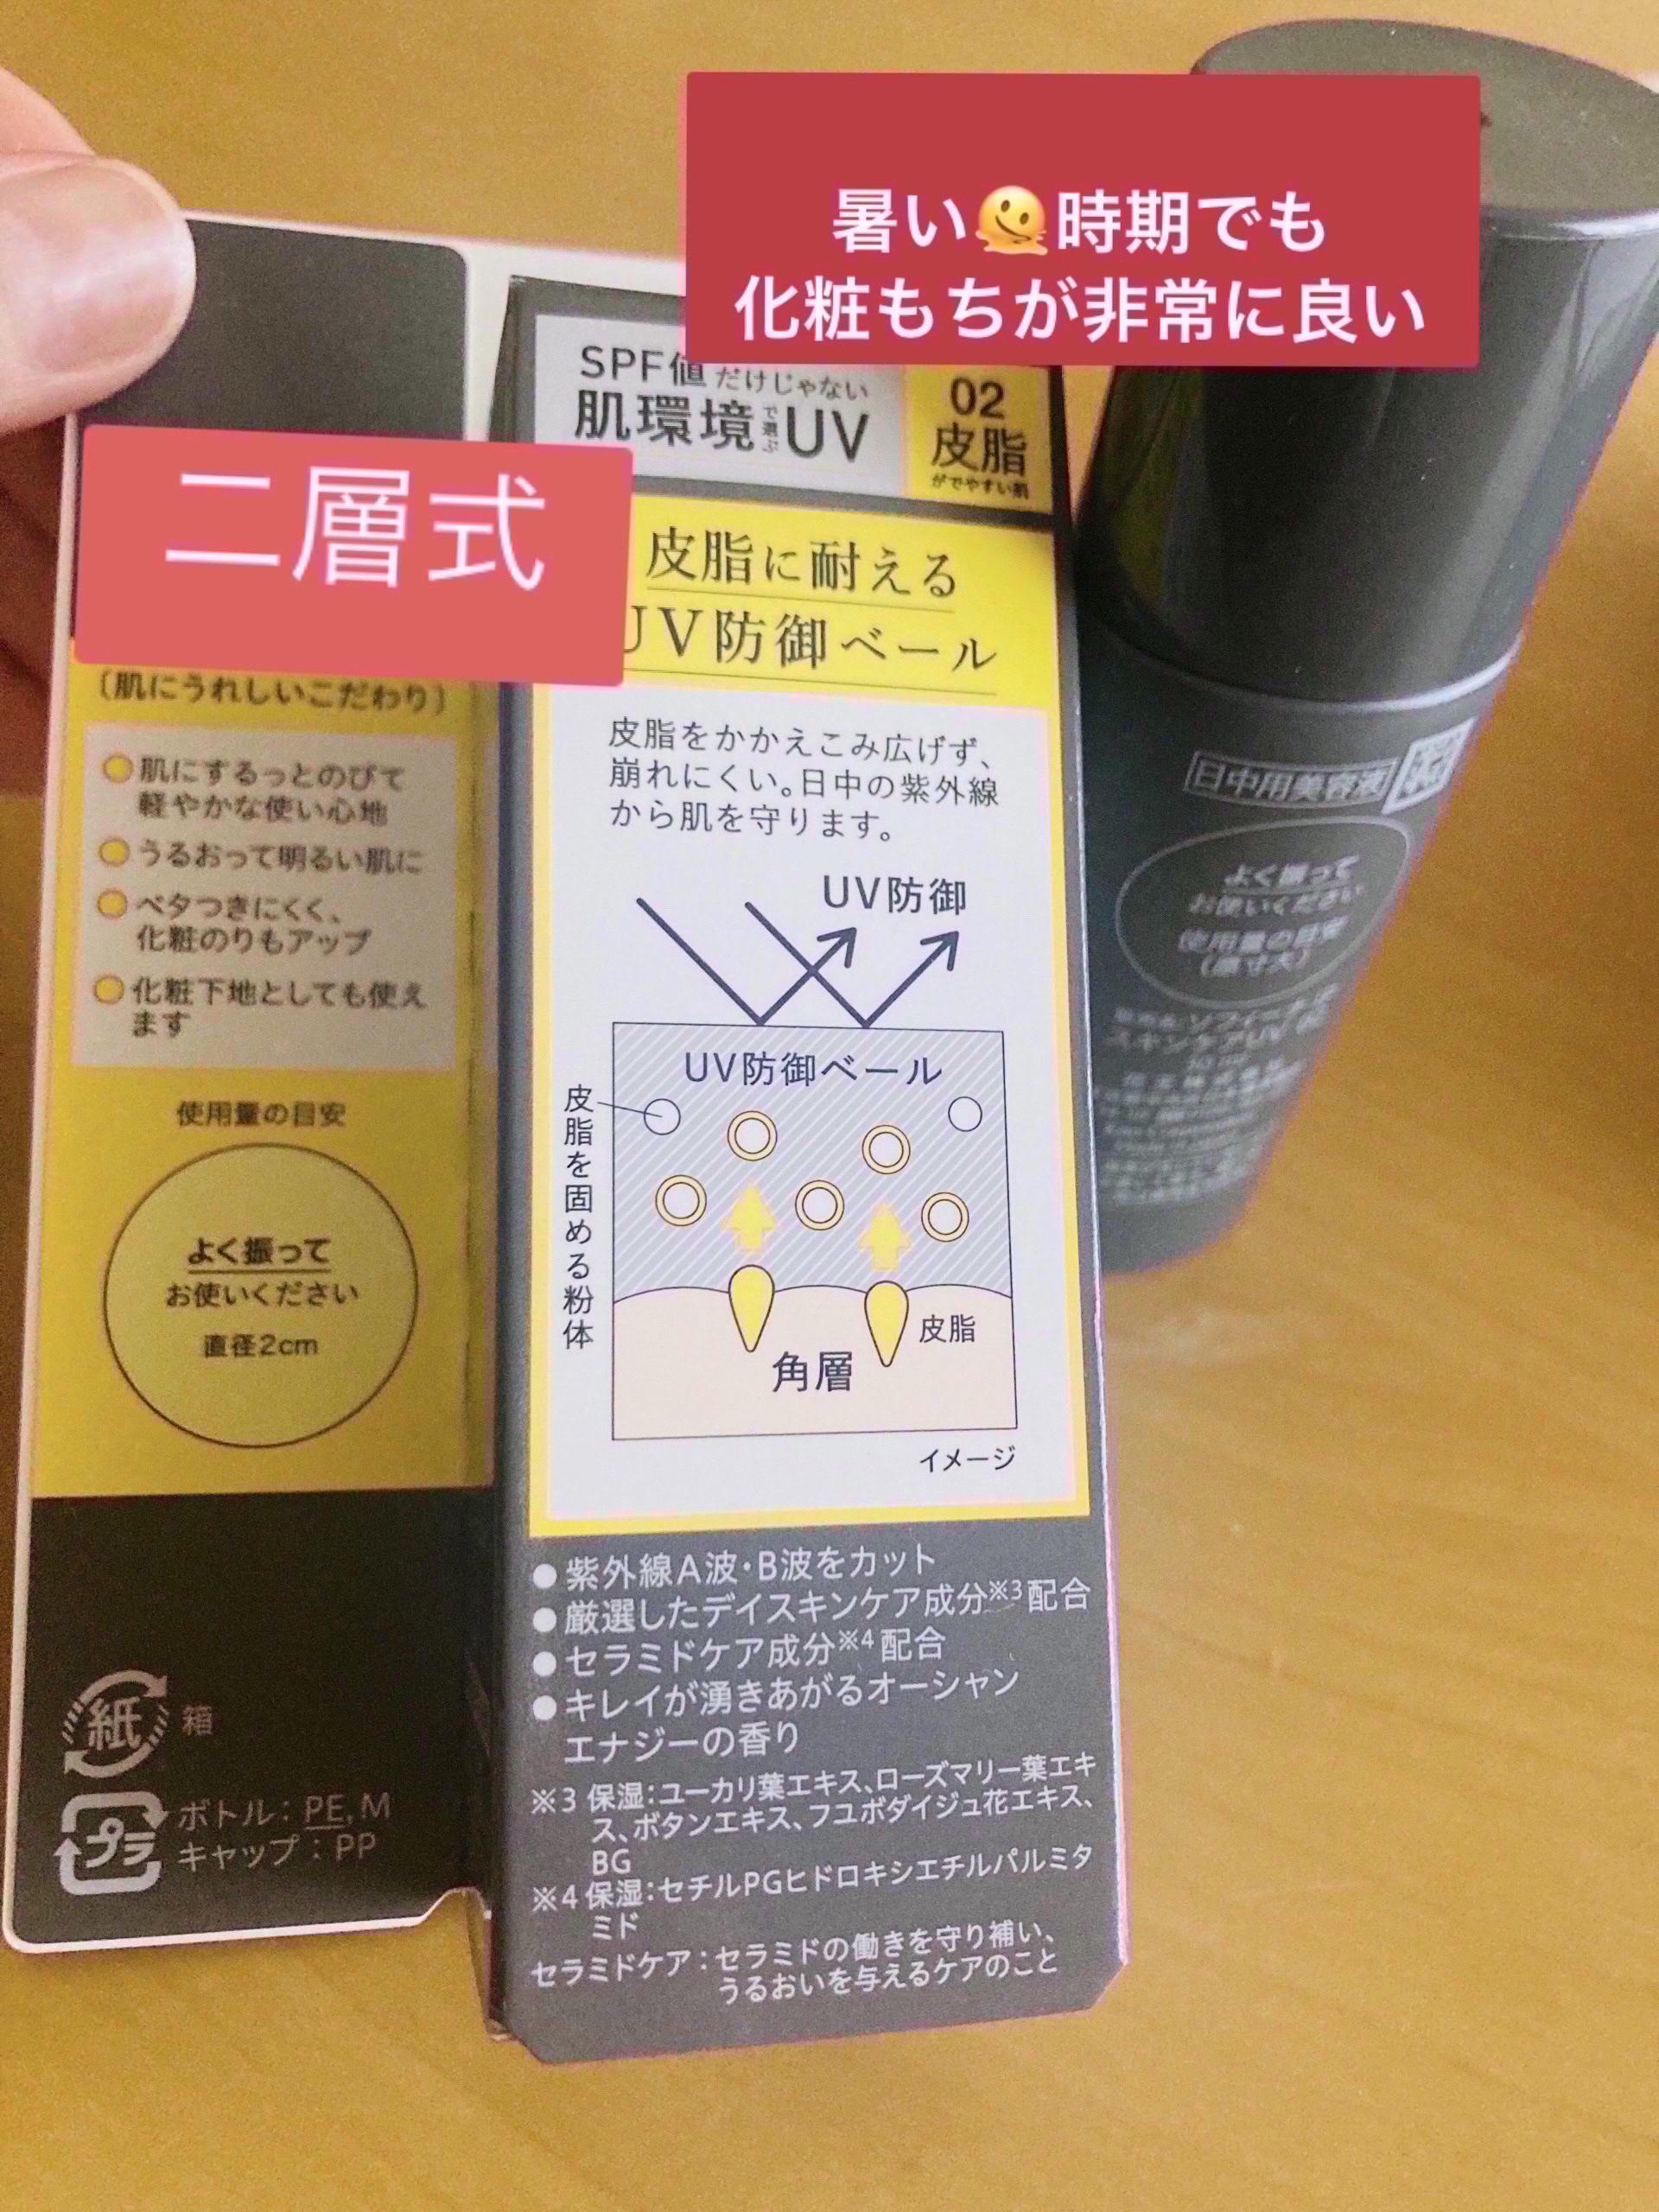 暑い🫠時期でも
化粧もちが非常に良い
二層式
(肌にうれしいこだわり)
肌にするっとのびて
軽やかな使い心地
うるおって明るい肌に
ベタつきにくく、
化粧のりもアップ
化粧下地としても使え
ます
使用量の目安
よく振って
お使いください
直径2cm
紙 箱
プラ ボトル:PE,M
キャップ:PP
SPF値だけじゃない
肌環境で選ぶUV
02
皮脂
がでやすい肌
皮脂に耐える
UV防御ベール
皮脂をかかえこみ広げず、
崩れにくい。日中の紫外線
から肌を守ります。
UV防御
UV防御ベール
皮脂を固める粉体
皮脂
角層
イメージ
●紫外線A波・B波をカット
●厳選したデイスキンケア成分※3配合
●セラミドケア成分※4配合
●キレイが湧きあがるオーシャン
エナジーの香り
※3 保湿:ユーカリ葉エキス、ローズマリー葉エキ
ス、ボタンエキス、フユボダイジュ花エキス、
BG
※4 保湿:セチルPGヒドロキシエチルパルミタ
ミド
セラミドケア:セラミドの働きを守り補い、
うるおいを与えるケアのこと
日中用美容液
よく振って
お使いください
使用量の目安
(原寸大)
スキンケアUV